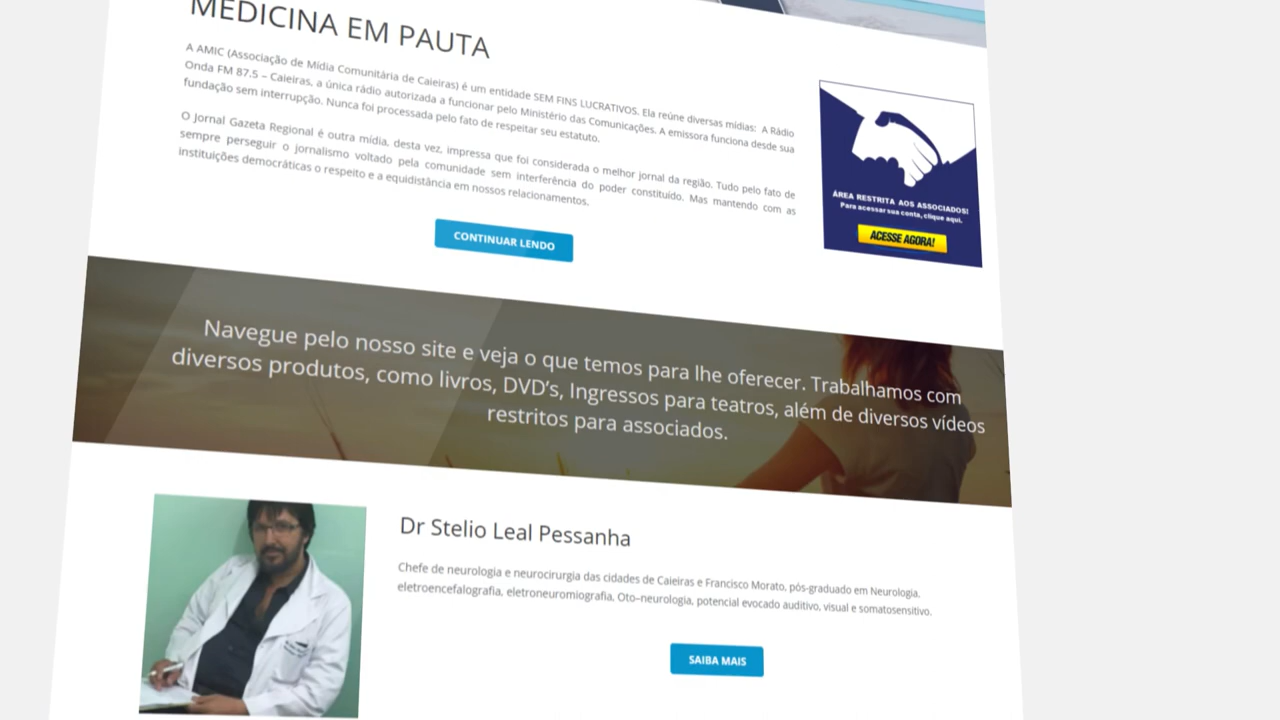 MEDICINA EM PAUTA
A AMIC (Associação de Mídia Comunitária de Caieiras) é um entidade SEM FINS LUCRATIVOS. Ela reúne diversas mídias: A Rádio
Onda FM 87.5 – Caieiras, a única rádio autorizada a funcionar pelo Ministério das Comunicações. A emissora funciona desde sua
fundação sem interrupção. Nunca foi processada pelo fato de respeitar seu estatuto.
O Jornal Gazeta Regional é outra mídia, desta vez, impressa que foi considerada o melhor jornal da região. Tudo pelo fato de
sempre perseguir o jornalismo voltado pela comunidade sem interferência do poder constituído. Mas mantendo com as
instituições democráticas o respeito e a equidistância em nossos relacionamentos.
CONTINUAR LENDO
ÁREA RESTRITA AOS ASSOCIADOS!
Para acessar sua conta, clique aqui.
ACESSE AGORA!
Navegue pelo nosso site e veja o que temos para lhe oferecer. Trabalhamos com
diversos produtos, como livros, DVD's, Ingressos para teatros, além de diversos vídeos
restritos para associados.
Dr Stelio Leal Pessanha
Chefe de neurologia e neurocirurgia das cidades de Caieiras e Francisco Morato, pós-graduado em Neurologia,
eletroencefalografia, eletroneuromiografia, Oto–neurologia, potencial evocado auditivo, visual e somatosensitivo.
SAIBA MAIS